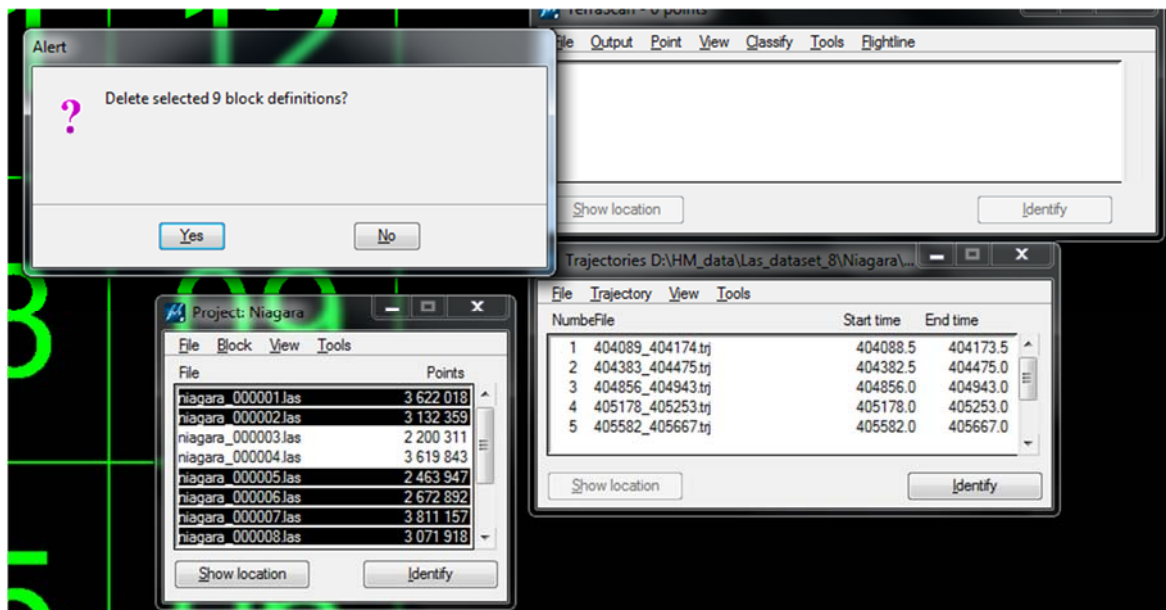 12
TerraScan - 0 points
Alert
File Output Point View Classify Tools Flightline
Delete selected 9 block definitions?
Show location Identify
Yes No
Trajectories D:\HM_data\Las_dataset_8\Niagara\...
File Trajectory View Tools
NumbeFile Start time End time
1 404089_404174.trj 404088.5 404173.5
2 404383_404475.trj 404382.5 404475.0
3 404856_404943.trj 404856.0 404943.0
4 405178_405253.trj 405178.0 405253.0
5 405582_405667.trj 405582.0 405667.0
Show location Identify
09
Project: Niagara
File Block View Tools
File Points
niagara_000001.las 3 622 018
niagara_000002.las 3 132 359
niagara_000003.las 2 200 311
niagara_000004.las 3 619 843
niagara_000005.las 2 463 947
niagara_000006.las 2 672 892
niagara_000007.las 3 811 157
niagara_000008.las 3 071 918
Show location Identify